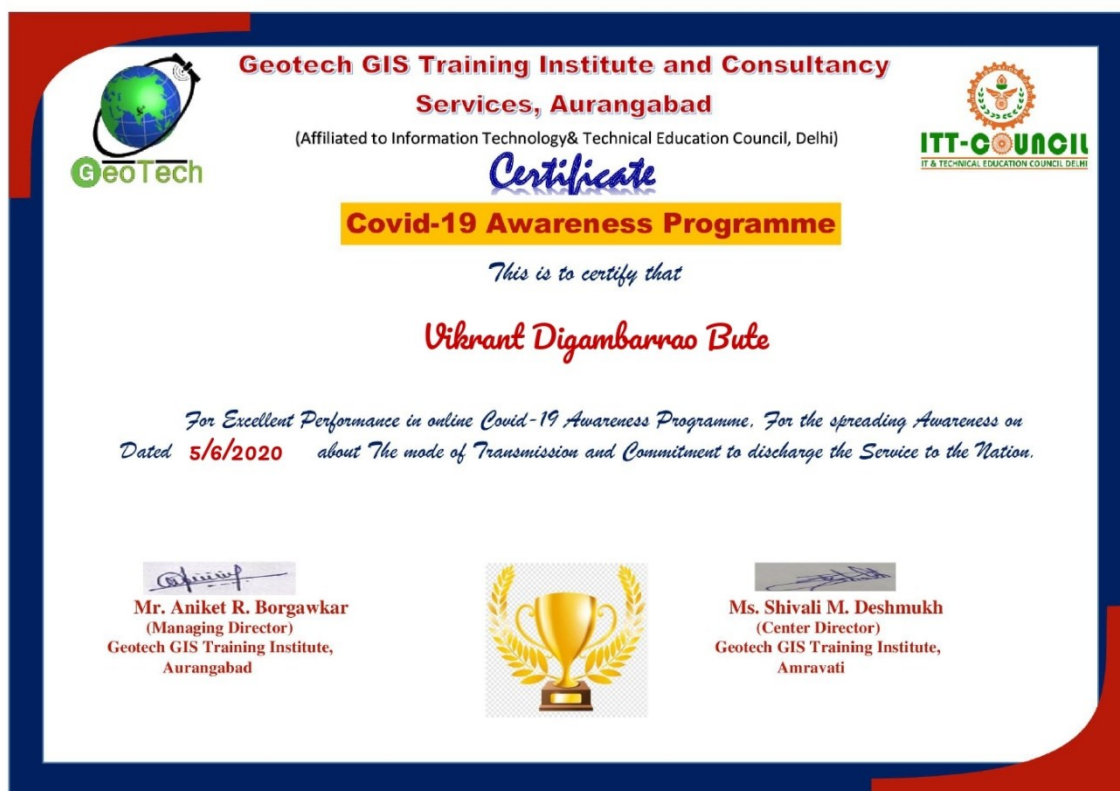 Geotech GIS Training Institute and Consultancy
Services, Aurangabad
(Affiliated to Information Technology& Technical Education Council, Delhi)
GeoTech
ITT-COUNCIL
IT & TECHNICAL EDUCATION COUNCIL DELHI
Certificate
Covid-19 Awareness Programme
This is to certify that
Vikrant Digambarrao Bute
For Excellent Performance in online Covid-19 Awareness Programme, For the spreading Awareness on
Dated 5/6/2020 about The mode of Transmission and Commitment to discharge the Service to the Nation.
Mr. Aniket R. Borgawkar
(Managing Director)
Geotech GIS Training Institute,
Aurangabad
Ms. Shivali M. Deshmukh
(Center Director)
Geotech GIS Training Institute,
Amravati